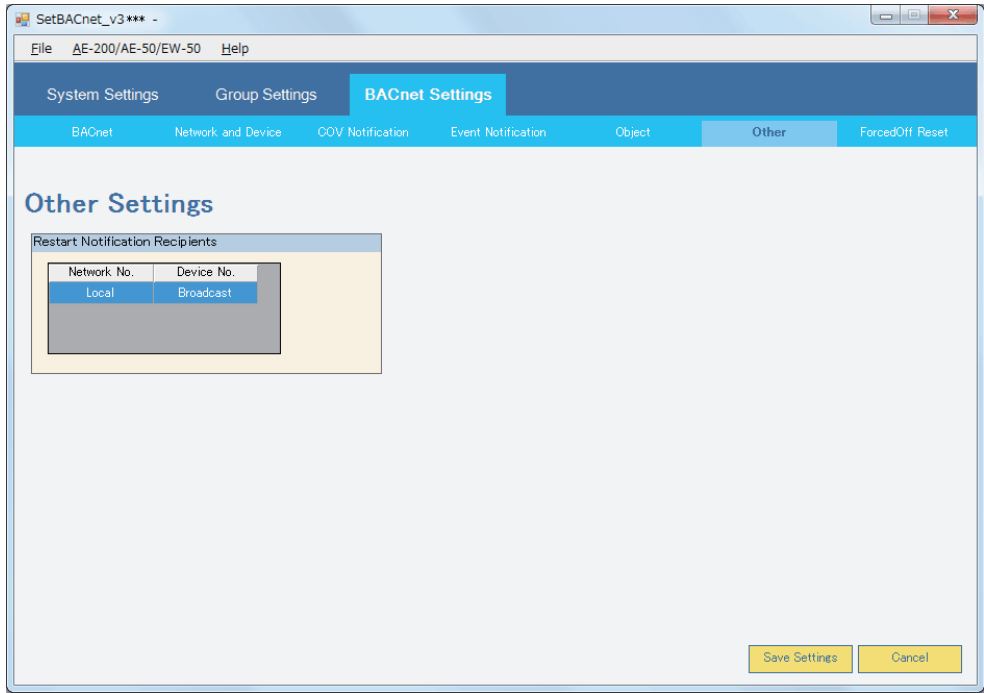 SetBACnet_v3*** -
File AE-200/AE-50/EW-50 Help
System Settings Group Settings BACnet Settings
BACnet Network and Device COV Notification Event Notification Object Other ForcedOff Reset
Other Settings
Restart Notification Recipients
Network No. Device No.
Local Broadcast
Save Settings Cancel